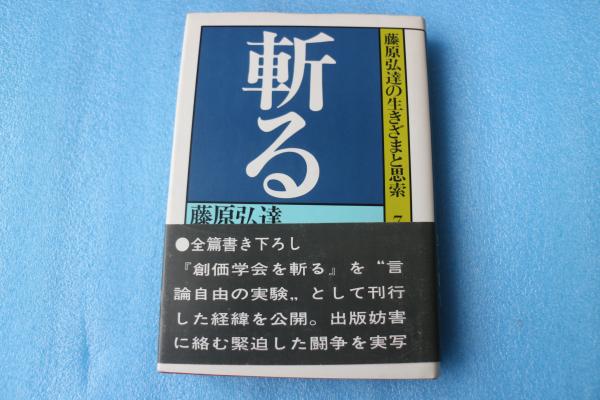 藤原弘達の生きざまと思索 7
斬る
藤原弘達
●全篇書き下ろし
『創価学会を斬る』を〝言
論自由の実験〟として刊行
した経緯を公開。出版妨害
に絡む緊迫した闘争を実写